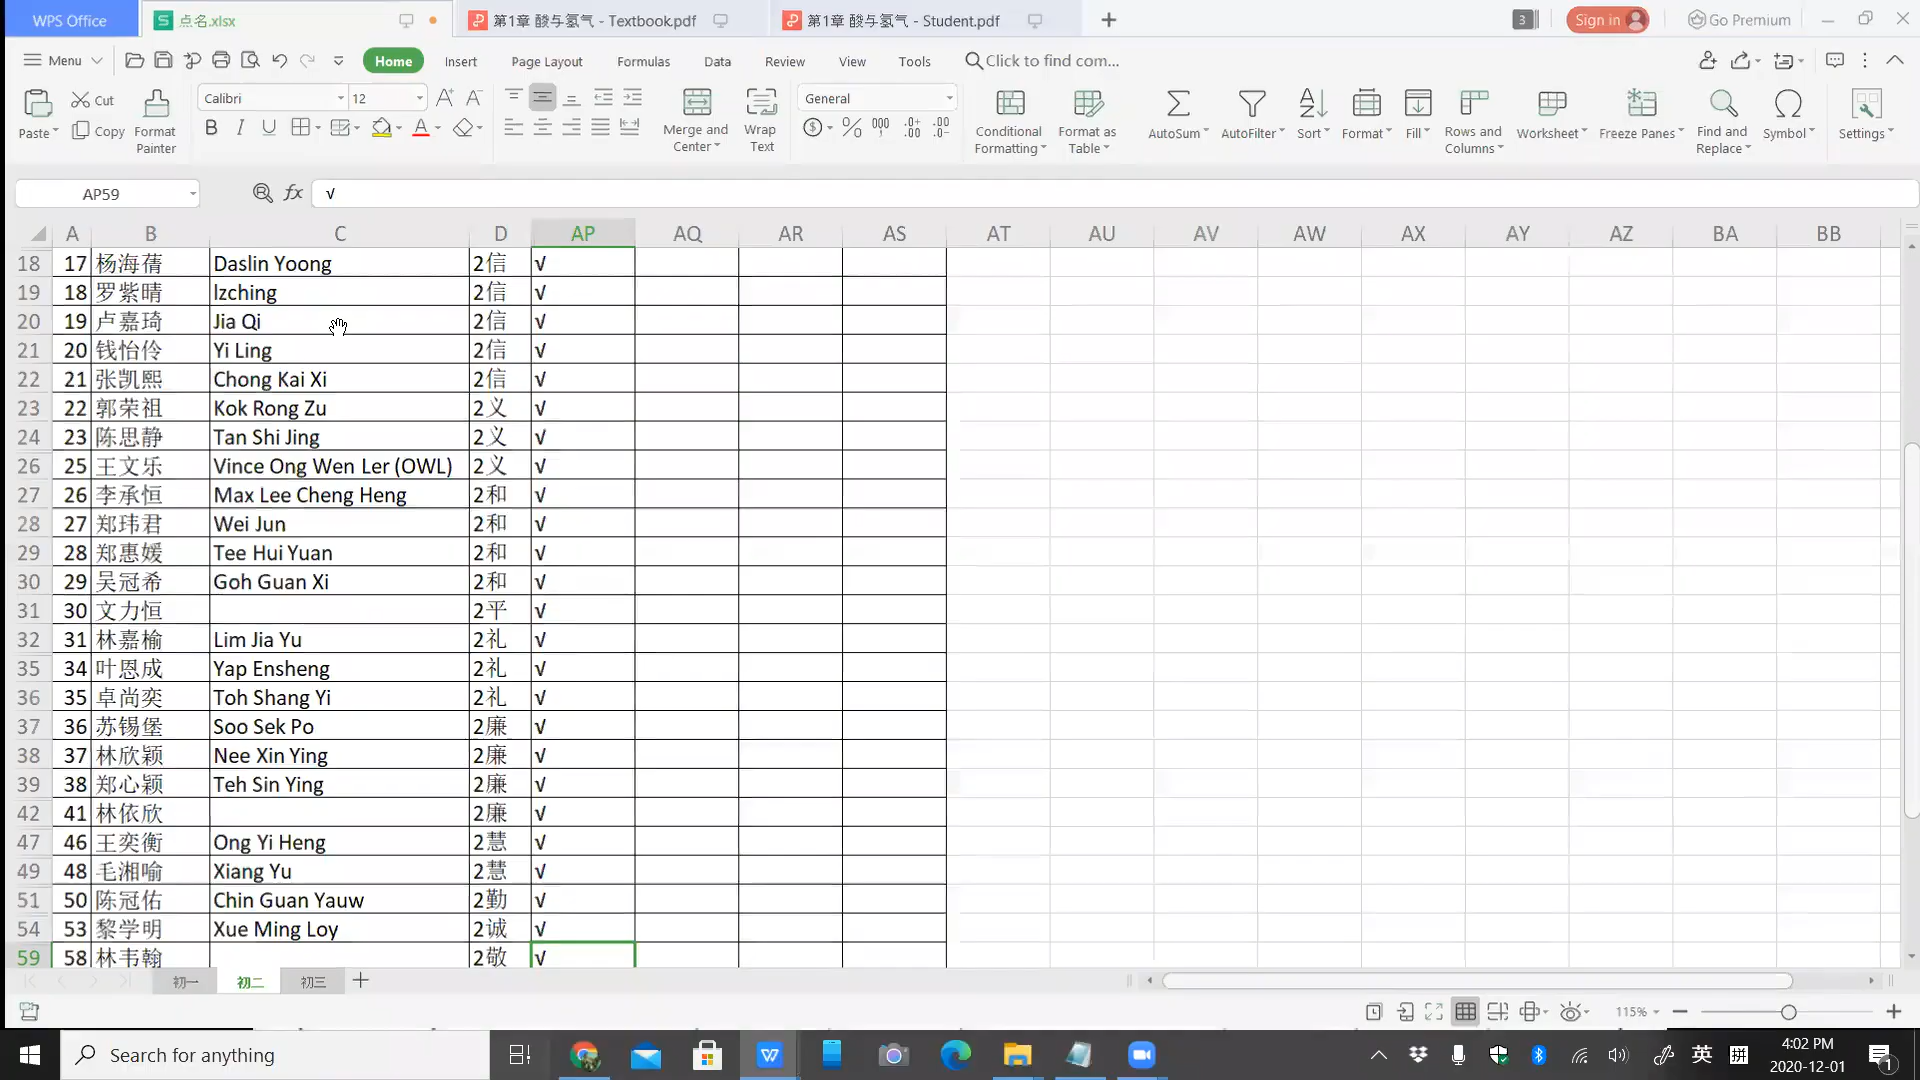 WPS Office 点名.xlsx 第1章 酸与氢气 - Textbook.pdf 第1章 酸与氢气 - Student.pdf 3 Sign in Go Premium
Menu Home Insert Page Layout Formulas Data Review View Tools Click to find com...
Paste Cut Copy Format Painter Calibri 12 Merge and Center Wrap Text General Conditional Formatting Format as Table AutoSum AutoFilter Sort Format Fill Rows and Columns Worksheet Freeze Panes Find and Replace Symbol Settings
AP59 fx √
A B C D AP AQ AR AS AT AU AV AW AX AY AZ BA BB
18 17 杨海蒨 Daslin Yoong 2信 √
19 18 罗紫晴 lzching 2信 √
20 19 卢嘉琦 Jia Qi 2信 √
21 20 钱怡伶 Yi Ling 2信 √
22 21 张凯熙 Chong Kai Xi 2信 √
23 22 郭荣祖 Kok Rong Zu 2义 √
24 23 陈思静 Tan Shi Jing 2义 √
26 25 王文乐 Vince Ong Wen Ler (OWL) 2义 √
27 26 李承恒 Max Lee Cheng Heng 2和 √
28 27 郑玮君 Wei Jun 2和 √
29 28 郑惠媛 Tee Hui Yuan 2和 √
30 29 吴冠希 Goh Guan Xi 2和 √
31 30 文力恒 2平 √
32 31 林嘉榆 Lim Jia Yu 2礼 √
35 34 叶恩成 Yap Ensheng 2礼 √
36 35 卓尚奕 Toh Shang Yi 2礼 √
37 36 苏锡堡 Soo Sek Po 2廉 √
38 37 林欣颖 Nee Xin Ying 2廉 √
39 38 郑心颖 Teh Sin Ying 2廉 √
42 41 林依欣 2廉 √
47 46 王奕衡 Ong Yi Heng 2慧 √
49 48 毛湘喻 Xiang Yu 2慧 √
51 50 陈冠佑 Chin Guan Yauw 2勤 √
54 53 黎学明 Xue Ming Loy 2诚 √
59 58 林韦翰 2敬 √
初一 初二 初三
115%
Search for anything 英 拼 4:02 PM
2020-12-01 1